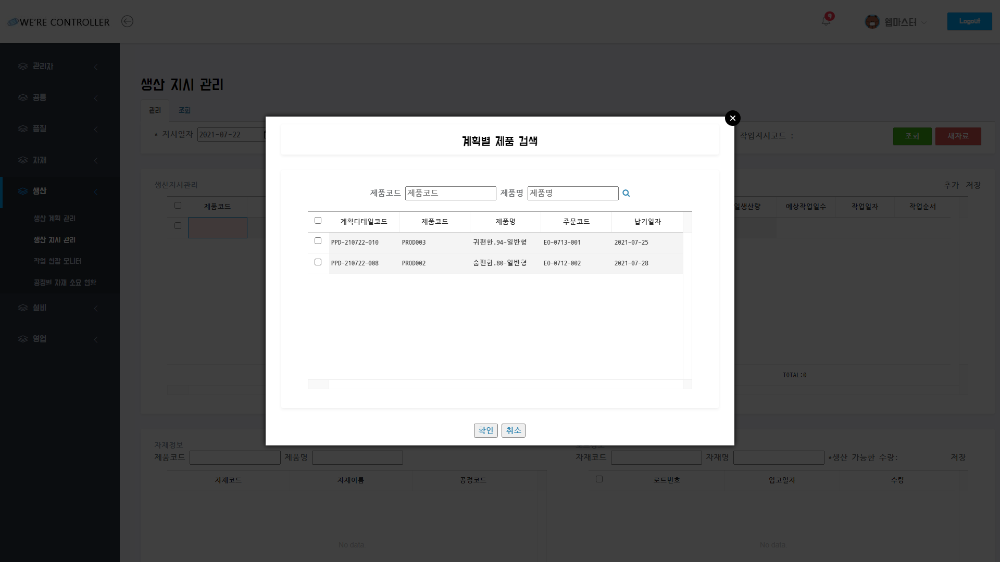 WE'RE CONTROLLER
9
웹마스터
Logout
관리자
공통
품질
자재
생산
생산 계획 관리
생산 지시 관리
작업 현장 모니터
공정별 자재 소요 현황
설비
영업
생산 지시 관리
관리 조회
* 지시일자 2021-07-22
작업지시코드 :
조회 새자료
생산지시관리
추가 저장
제품코드
일생산량 예상작업일수 작업일자 작업순서
TOTAL:0
계획별 제품 검색
제품코드 제품코드 제품명 제품명
계획디테일코드 제품코드 제품명 주문코드 납기일자
PPD-210722-010 PROD003 귀편한.94-일반형 EO-0713-001 2021-07-25
PPD-210722-008 PROD002 숨편한.80-일반형 EO-0712-002 2021-07-28
확인 취소
자재정보
제품코드 제품명
자재코드 자재명 *생산 가능한 수량: 저장
자재코드 자재이름 공정코드
로트번호 입고일자 수량
No data.
No data.